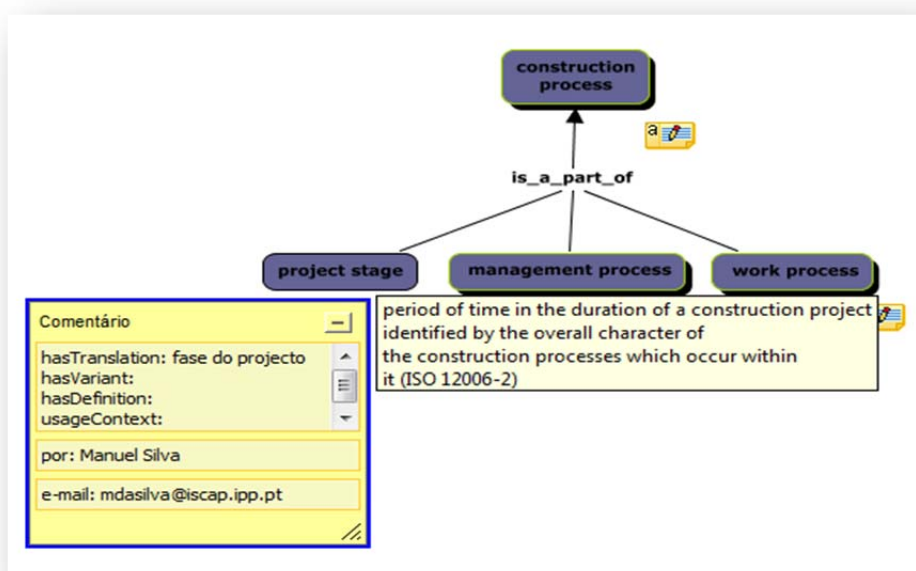 construction
process
a
is_a_part_of
project stage
management process
work process
Comentário
hasTranslation: fase do projecto
hasVariant:
hasDefinition:
usageContext:
por: Manuel Silva
e-mail: mdasilva@iscap.ipp.pt
period of time in the duration of a construction project
identified by the overall character of
the construction processes which occur within
it (ISO 12006-2)